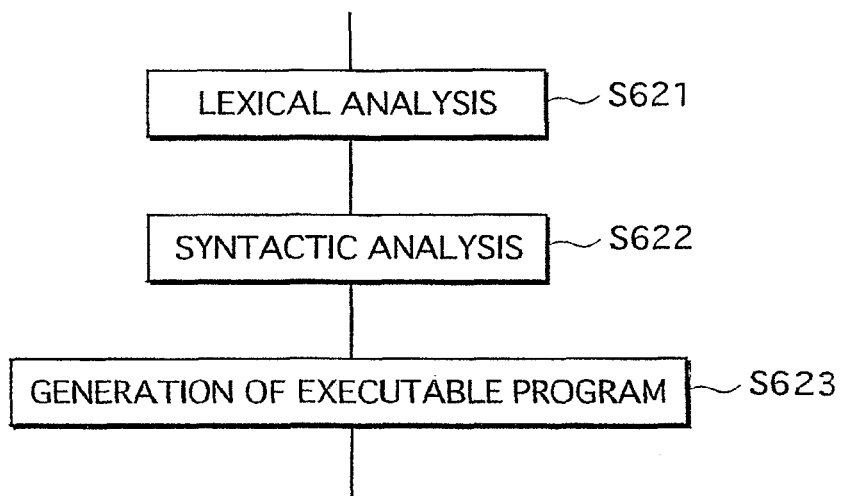 LEXICAL ANALYSIS S621
SYNTACTIC ANALYSIS S622
GENERATION OF EXECUTABLE PROGRAM S623